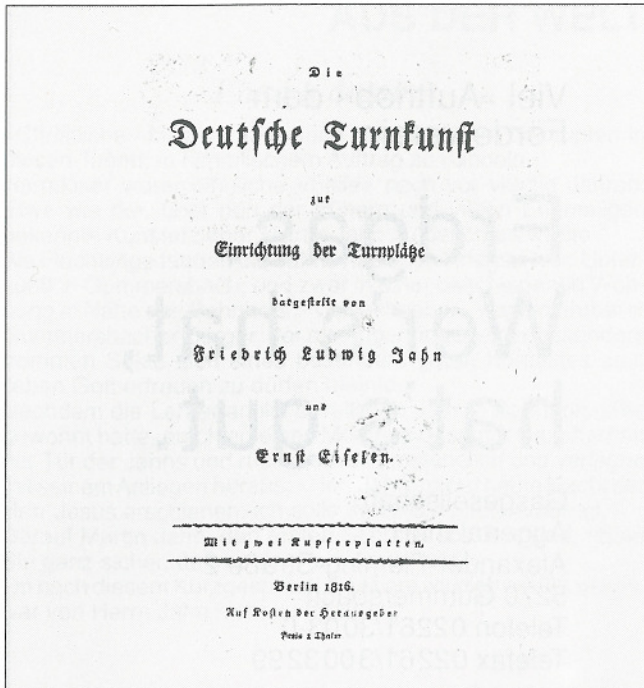 Die
Deutsche Turnkunst
zur
Einrichtung der Turnplätze
dargestellt von
Friedrich Ludwig Jahn
und
Ernst Eiselen.
Mit zwei Kupferplatten.
Berlin 1816.
Auf Kosten der Herausgeber
Preis Thaler